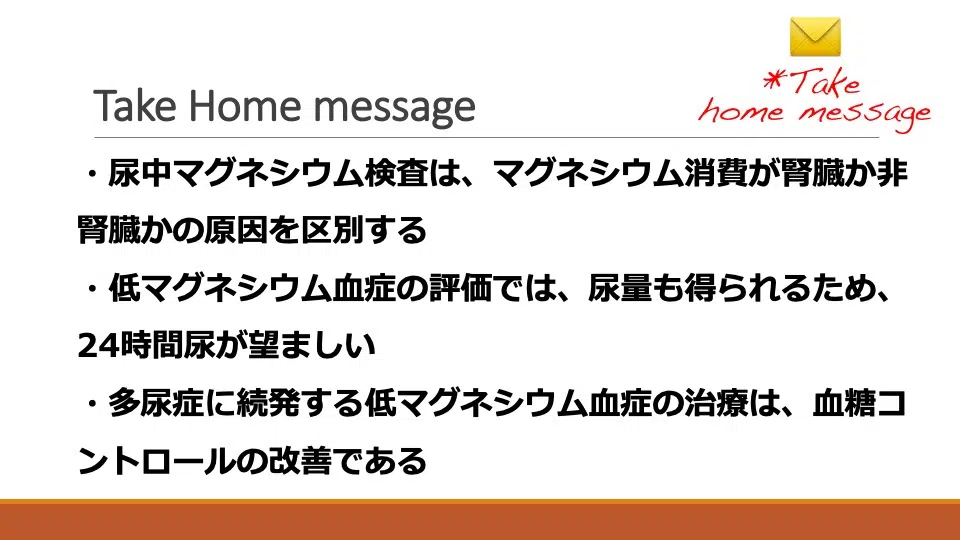 *Take
home message
Take Home message
・尿中マグネシウム検査は、マグネシウム消費が腎臓か非
腎臓かの原因を区別する
・低マグネシウム血症の評価では、尿量も得られるため、
24時間尿が望ましい
・多尿症に続発する低マグネシウム血症の治療は、血糖コ
ントロールの改善である